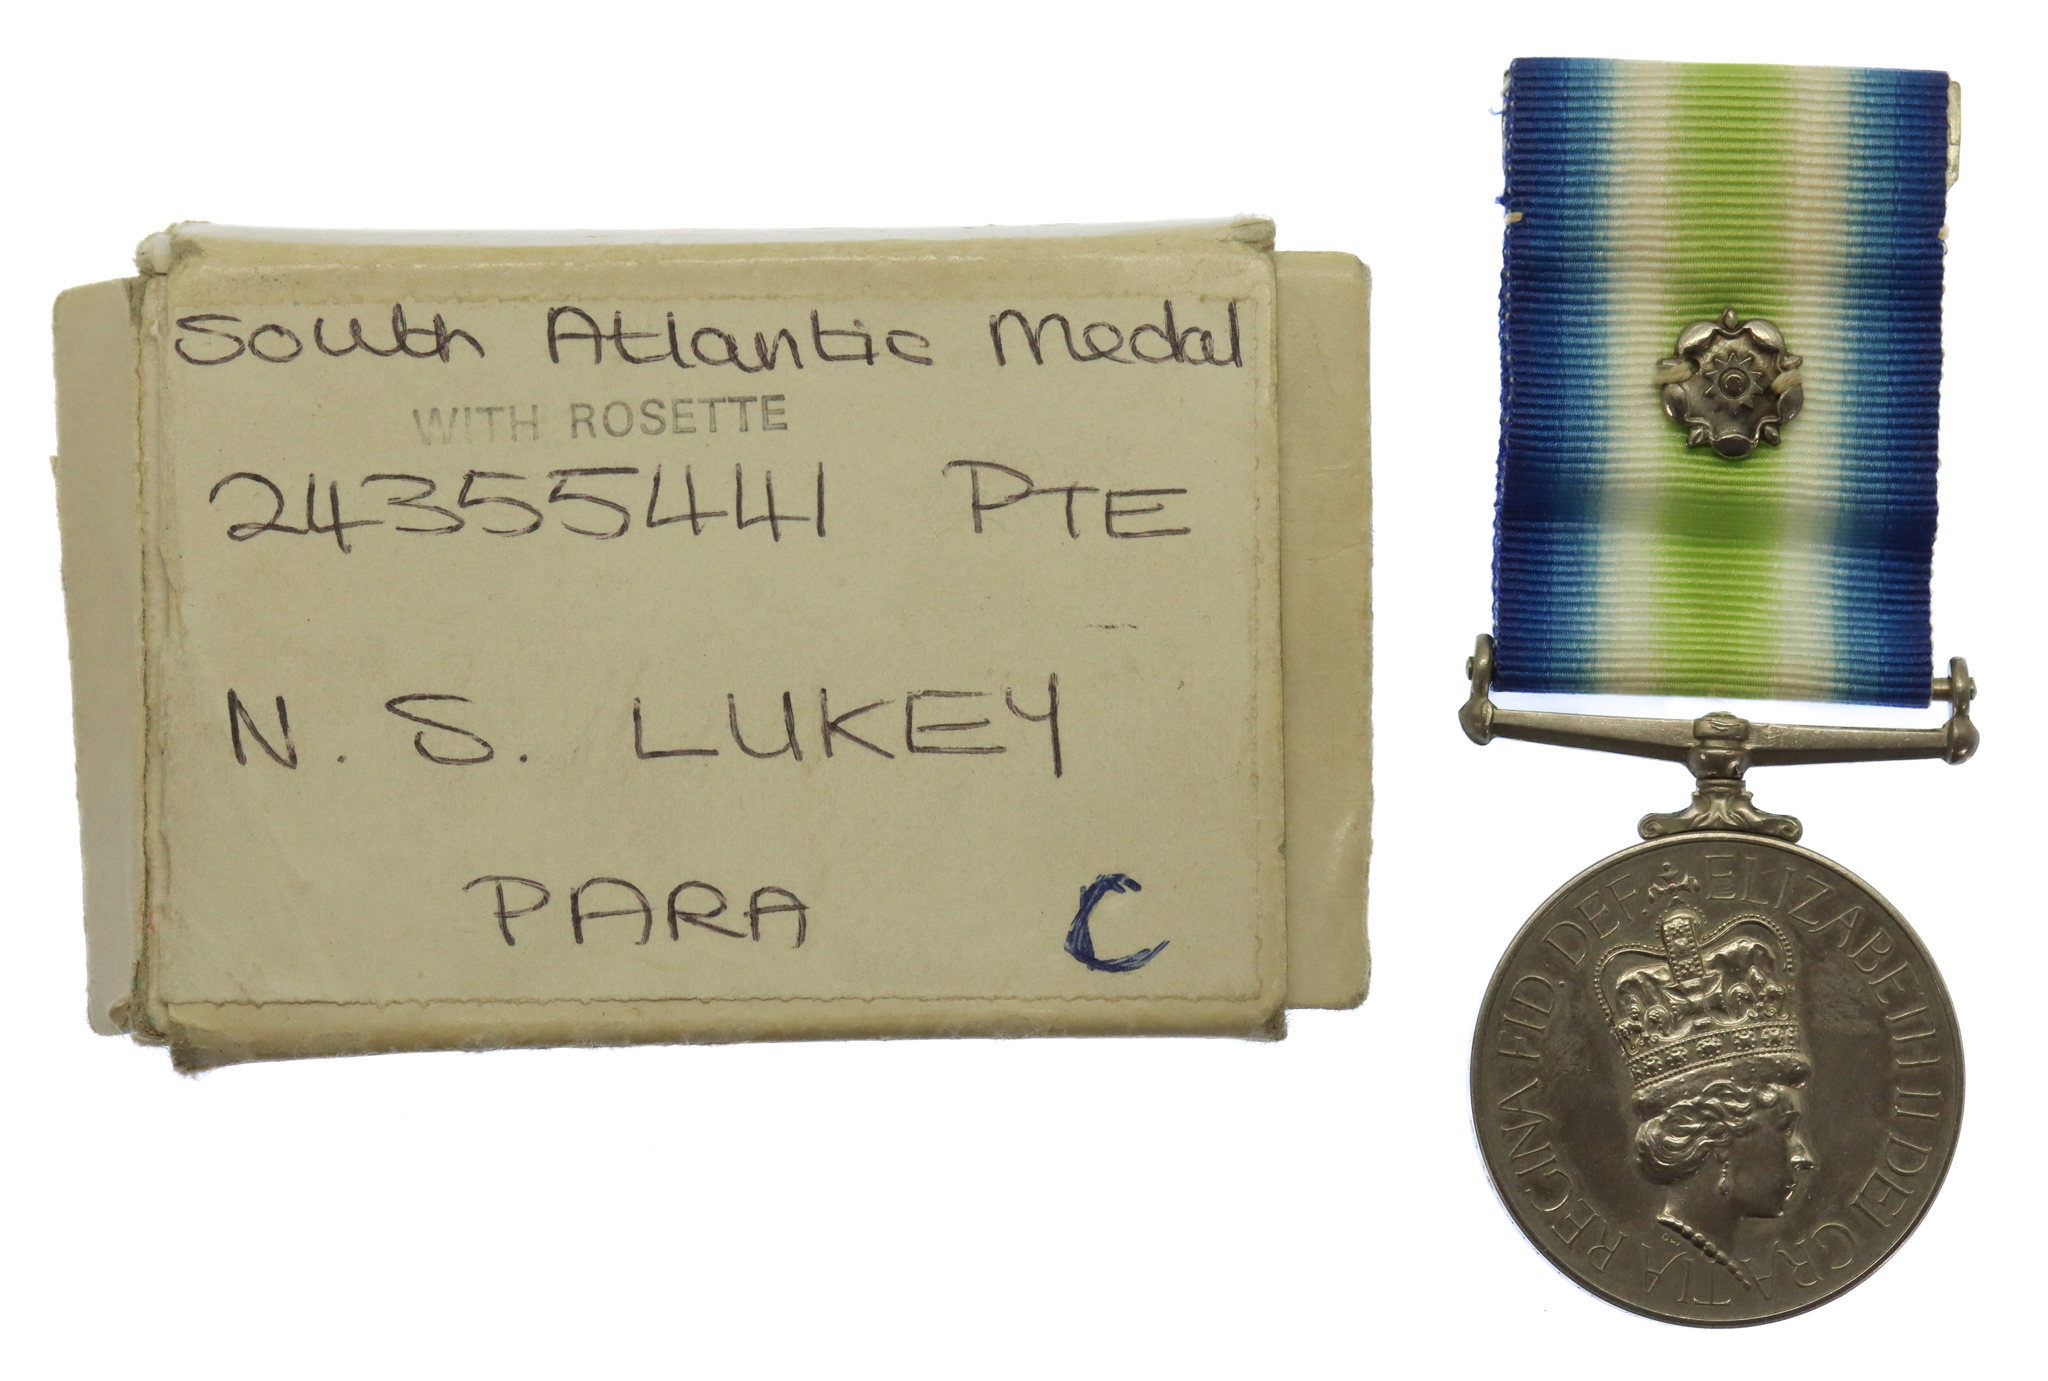 South Atlantic Medal
WITH ROSETTE
24355441 PTE
N. S. LUKEY
PARA C
ELIZABETH II DEI GRATIA REGINA FID. DEF.